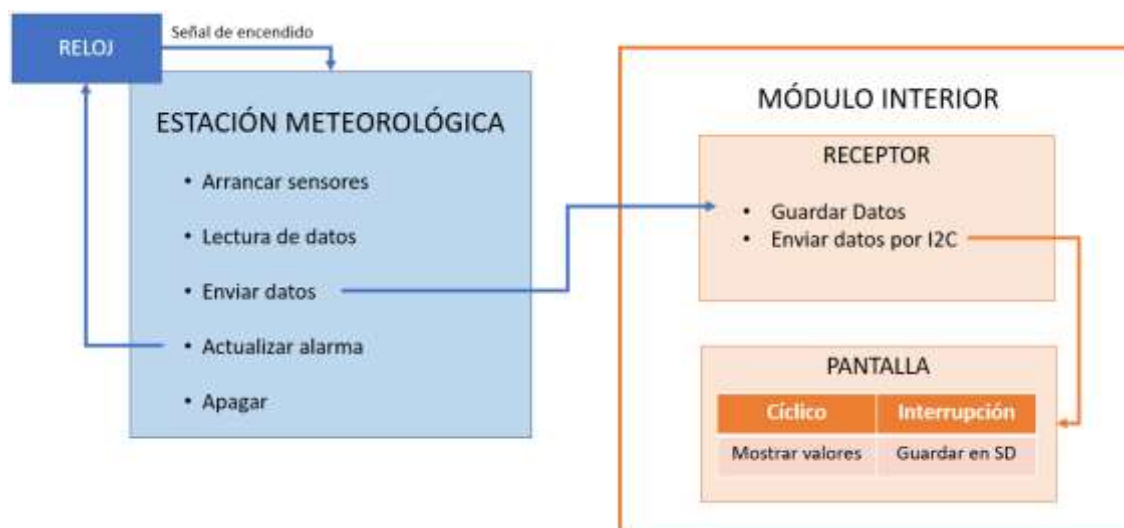 RELOJ
Señal de encendido
ESTACIÓN METEOROLÓGICA
• Arrancar sensores
• Lectura de datos
• Enviar datos
• Actualizar alarma
• Apagar
MÓDULO INTERIOR
RECEPTOR
• Guardar Datos
• Enviar datos por I2C
PANTALLA
Cíclico Interrupción
Mostrar valores Guardar en SD